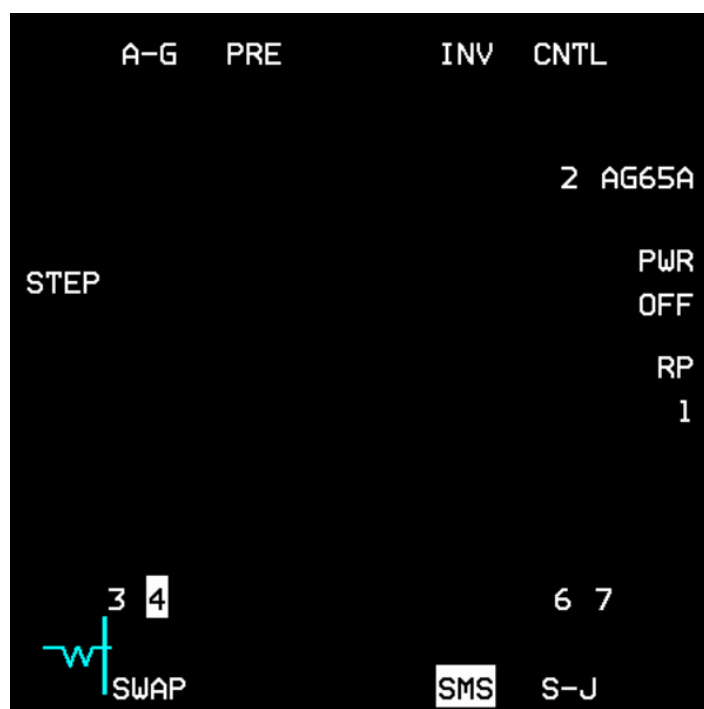 A-G PRE INV CNTL
2 AG65A
PWR
STEP
OFF
RP
1
3 4 6 7
SWAP SMS S-J